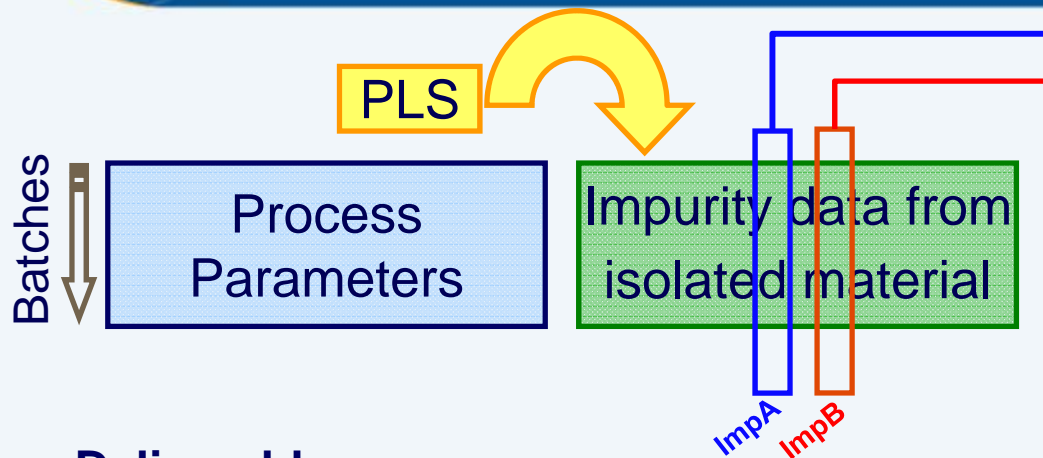 PLS
Batches
Process
Parameters
Impurity data from
isolated material
ImpA
ImpB